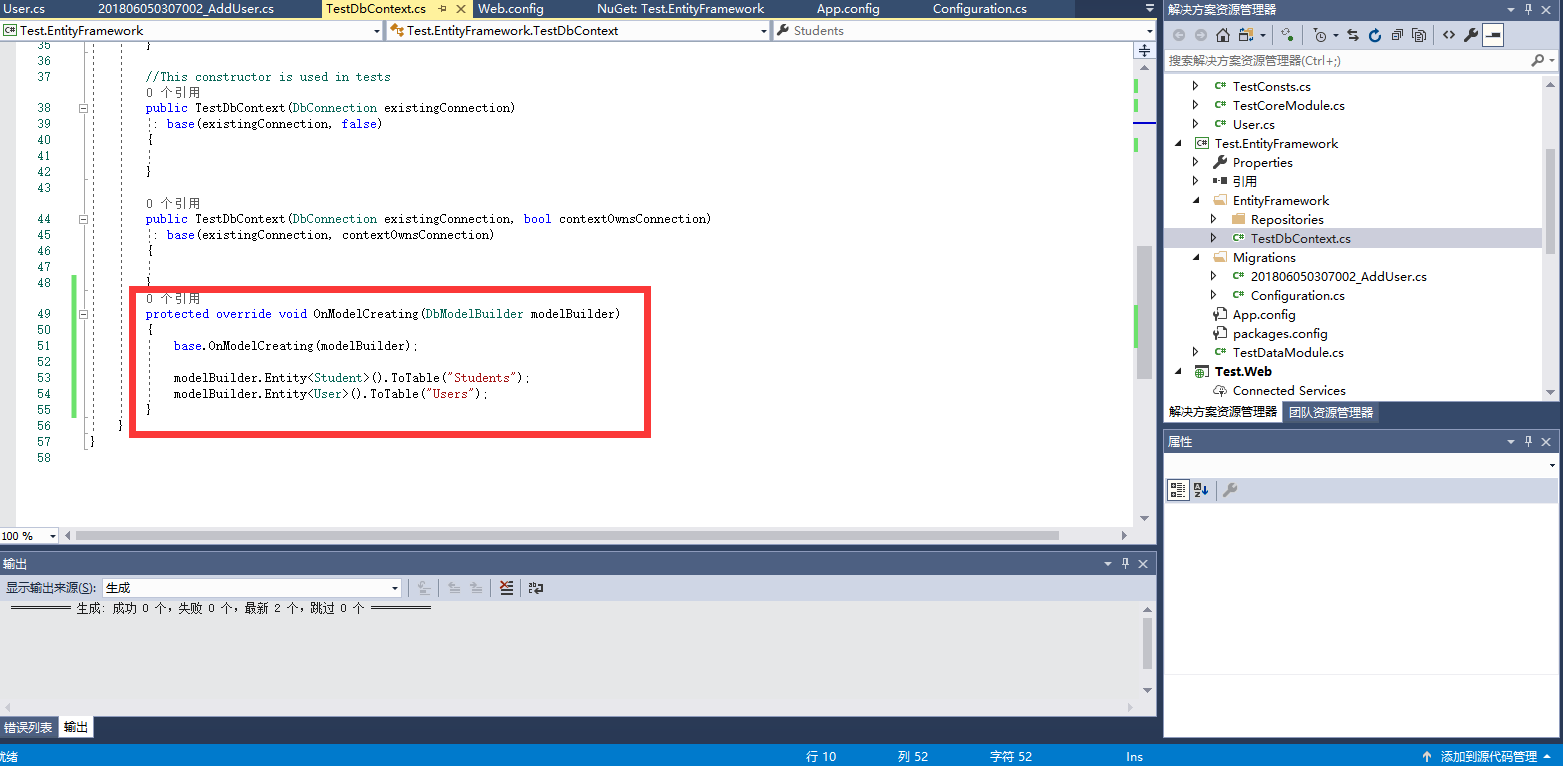 User.cs 201806050307002_AddUser.cs TestDbContext.cs Web.config NuGet: Test.EntityFramework App.config Configuration.cs
C# Test.EntityFramework Test.EntityFramework.TestDbContext Students
35 }
36
37 //This constructor is used in tests
0 个引用
38 public TestDbContext(DbConnection existingConnection)
39 : base(existingConnection, false)
40 {
41
42 }
43
0 个引用
44 public TestDbContext(DbConnection existingConnection, bool contextOwnsConnection)
45 : base(existingConnection, contextOwnsConnection)
46 {
47
48 }
0 个引用
49 protected override void OnModelCreating(DbModelBuilder modelBuilder)
50 {
51 base.OnModelCreating(modelBuilder);
52
53 modelBuilder.Entity<Student>().ToTable("Students");
54 modelBuilder.Entity<User>().ToTable("Users");
55 }
56 }
57 }
58
100 %
输出
显示输出来源(S): 生成
========== 生成: 成功 0 个，失败 0 个，最新 2 个，跳过 0 个 ==========
错误列表 输出
解决方案资源管理器
搜索解决方案资源管理器(Ctrl+;)
C# TestConsts.cs
C# TestCoreModule.cs
C# User.cs
C# Test.EntityFramework
Properties
引用
EntityFramework
Repositories
C# TestDbContext.cs
Migrations
C# 201806050307002_AddUser.cs
C# Configuration.cs
App.config
packages.config
C# TestDataModule.cs
Test.Web
Connected Services
解决方案资源管理器 团队资源管理器
属性
绪 行 10 列 52 字符 52 Ins 添加到源代码管理